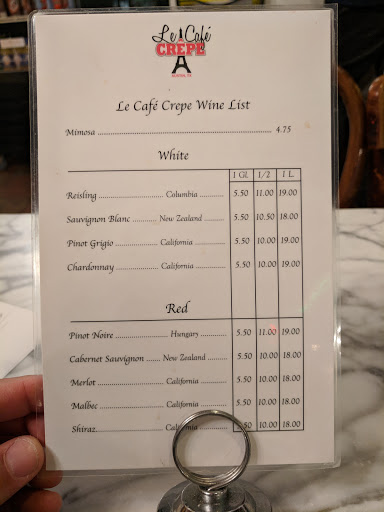 Le Café
CREPE
Le Café Crepe Wine List
Mimosa 4.75
White
1 Gl. 1/2 1 L.
Reisling Columbia 5.50 11.00 19.00
Sauvignon Blanc New Zealand 5.50 10.50 18.00
Pinot Grigio California 5.50 10.00 19.00
Chardonnay California 5.50 10.00 19.00
Red
Pinot Noire Hungary 5.50 11.00 19.00
Cabernet Sauvignon New Zealand 5.50 10.00 18.00
Merlot California 5.50 10.00 18.00
Malbec California 5.50 10.00 18.00
Shiraz California 5.50 10.00 18.00